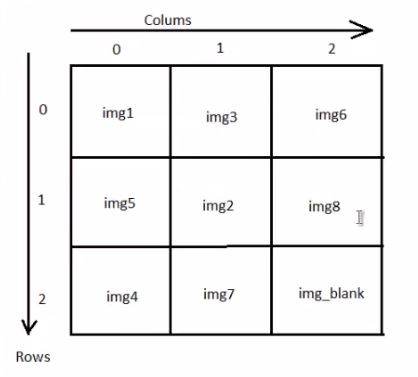 Colums
0 1 2
0 img1 img3 img6
1 img5 img2 img8
2 img4 img7 img_blank
Rows